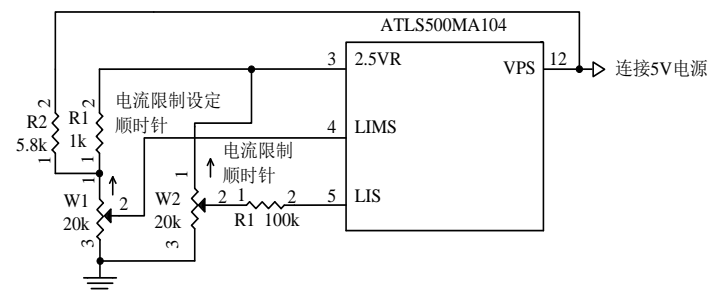 ATLS500MA104
3 2.5VR
VPS 12
连接5V电源
电流限制设定
顺时针
2
R2
5.8k
1
2
R1
1k
1
4 LIMS
电流限制
顺时针
1
W1
20k
1
2
3
W2
20k
2
3
1 2
R1 100k
5 LIS